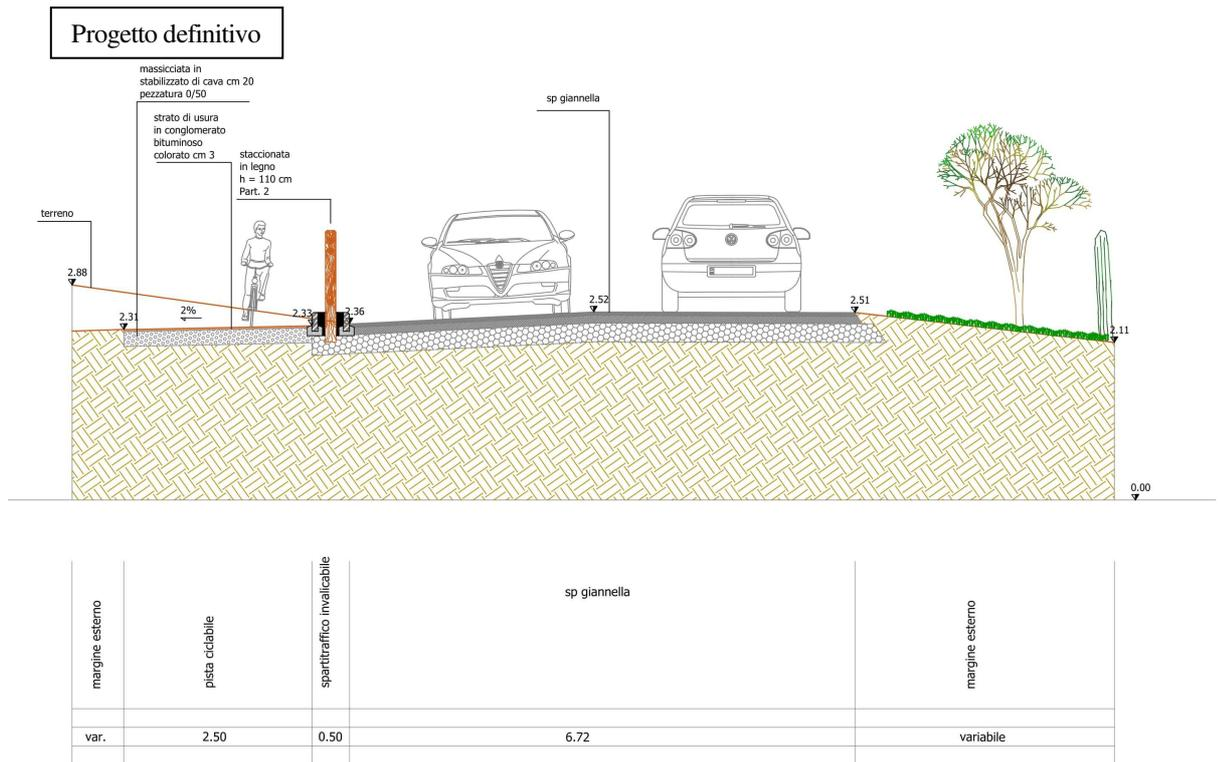 Progetto definitivo
massicciata in
stabilizzato di cava cm 20
pezzatura 0/50
strato di usura
in conglomerato
bituminoso
colorato cm 3
staccionata
in legno
h = 110 cm
Part. 2
sp giannella
terreno
2.88
2.31
2%
2.33
2.36
2.52
2.51
2.11
0.00
margine esterno
pista ciclabile
spartitraffico invalicabile
sp giannella
margine esterno
var.
2.50
0.50
6.72
variabile